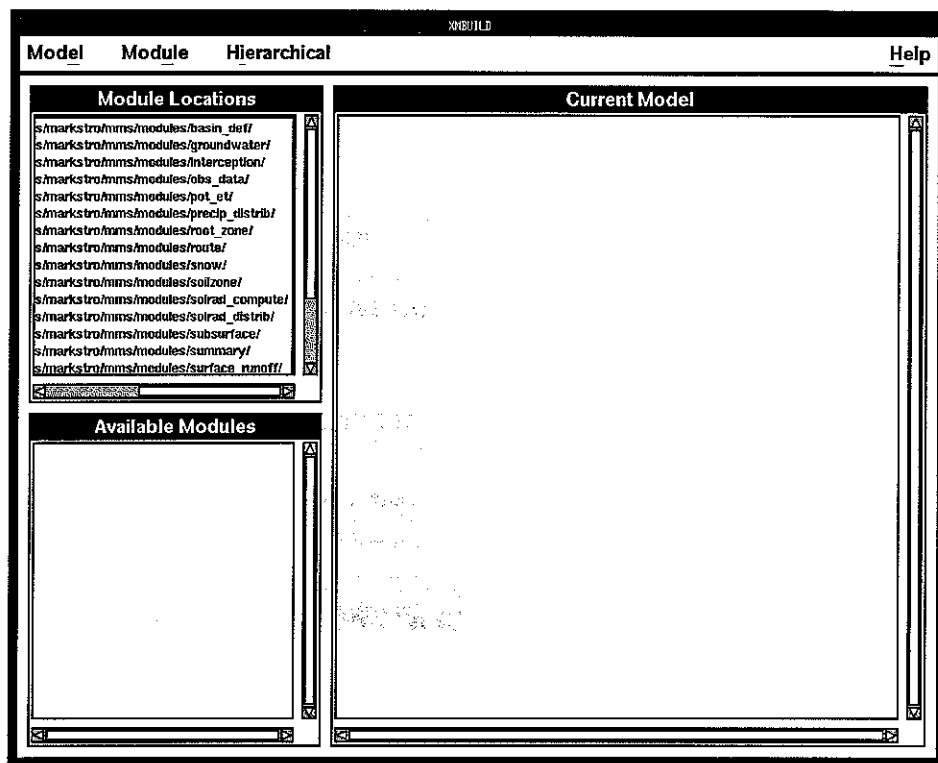 XMBUILD
Model Module Hierarchical Help
Module Locations
s/markstro/mms/modules/basin_def/
s/markstro/mms/modules/groundwater/
s/markstro/mms/modules/interception/
s/markstro/mms/modules/obs_data/
s/markstro/mms/modules/pot_et/
s/markstro/mms/modules/precip_distrib/
s/markstro/mms/modules/root_zone/
s/markstro/mms/modules/route/
s/markstro/mms/modules/snow/
s/markstro/mms/modules/soilzone/
s/markstro/mms/modules/solrad_compute/
s/markstro/mms/modules/solrad_distrib/
s/markstro/mms/modules/subsurface/
s/markstro/mms/modules/summary/
s/markstro/mms/modules/surface_runoff/
Available Modules
Current Model